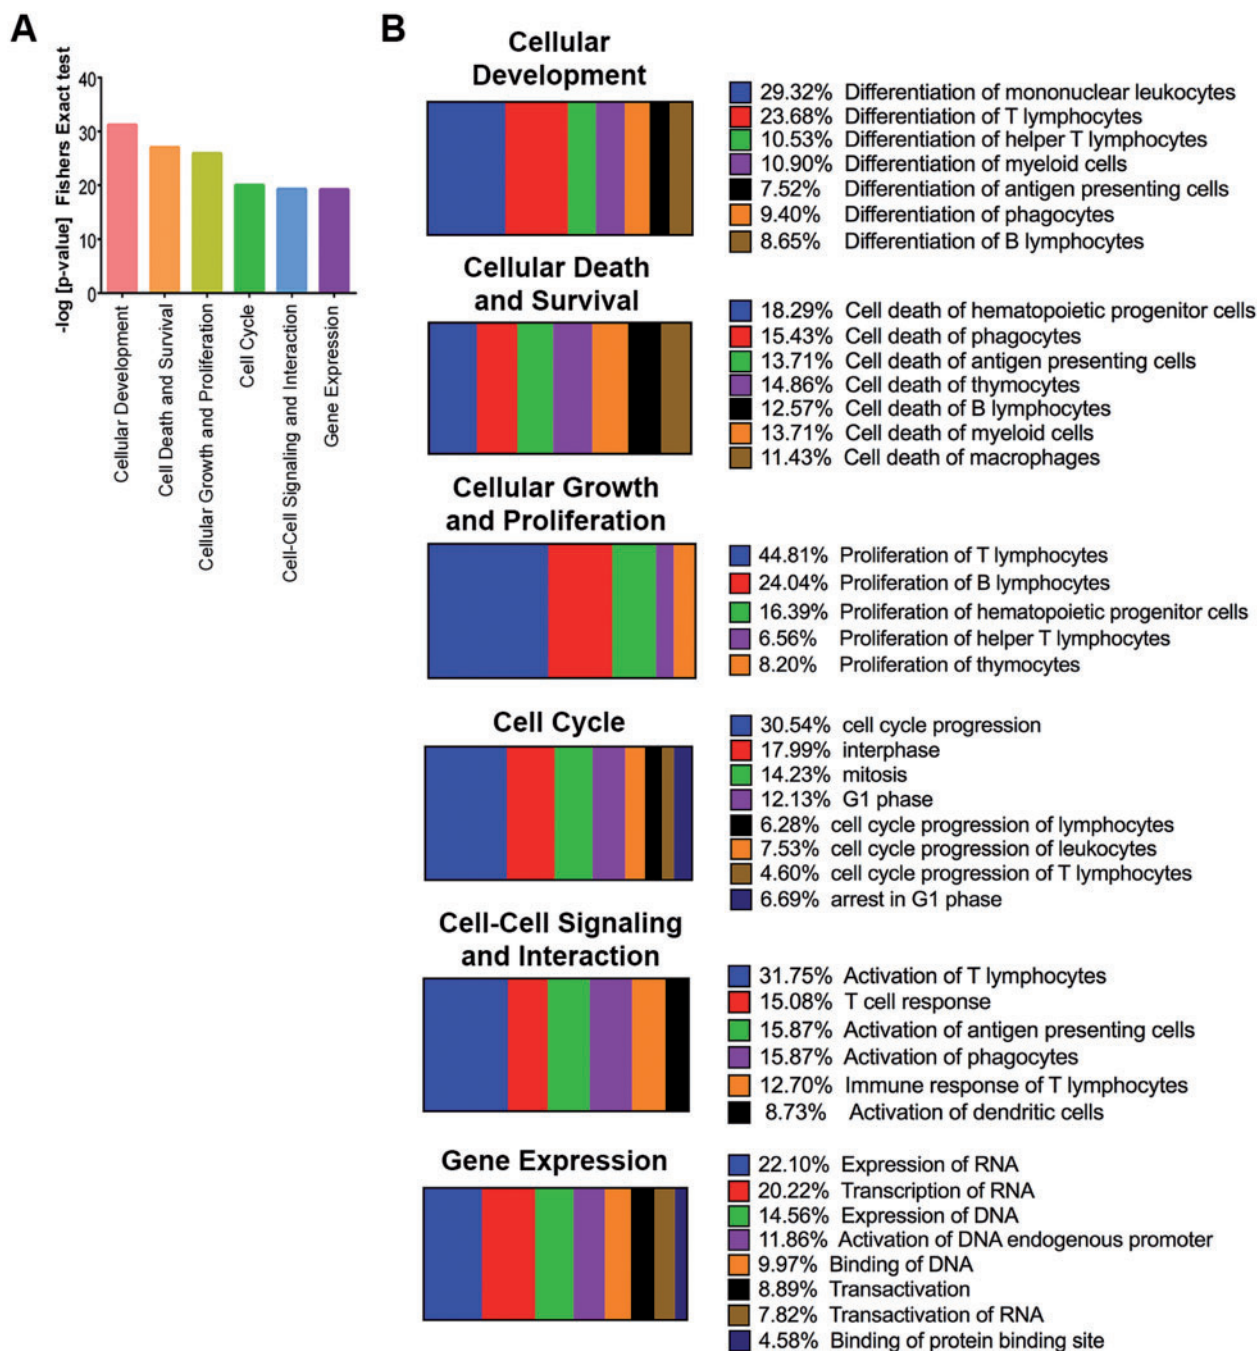 A
-log [p-value] Fishers Exact test
40
30
20
10
0
Cellular Development
Cell Death and Survival
Cellular Growth and Proliferation
Cell Cycle
Cell-Cell Signaling and Interaction
Gene Expression
B
Cellular
Development
29.32% Differentiation of mononuclear leukocytes
23.68% Differentiation of T lymphocytes
10.53% Differentiation of helper T lymphocytes
10.90% Differentiation of myeloid cells
7.52% Differentiation of antigen presenting cells
9.40% Differentiation of phagocytes
8.65% Differentiation of B lymphocytes
Cellular Death
and Survival
18.29% Cell death of hematopoietic progenitor cells
15.43% Cell death of phagocytes
13.71% Cell death of antigen presenting cells
14.86% Cell death of thymocytes
12.57% Cell death of B lymphocytes
13.71% Cell death of myeloid cells
11.43% Cell death of macrophages
Cellular Growth
and Proliferation
44.81% Proliferation of T lymphocytes
24.04% Proliferation of B lymphocytes
16.39% Proliferation of hematopoietic progenitor cells
6.56% Proliferation of helper T lymphocytes
8.20% Proliferation of thymocytes
Cell Cycle
30.54% cell cycle progression
17.99% interphase
14.23% mitosis
12.13% G1 phase
6.28% cell cycle progression of lymphocytes
7.53% cell cycle progression of leukocytes
4.60% cell cycle progression of T lymphocytes
6.69% arrest in G1 phase
Cell-Cell Signaling
and Interaction
31.75% Activation of T lymphocytes
15.08% T cell response
15.87% Activation of antigen presenting cells
15.87% Activation of phagocytes
12.70% Immune response of T lymphocytes
8.73% Activation of dendritic cells
Gene Expression
22.10% Expression of RNA
20.22% Transcription of RNA
14.56% Expression of DNA
11.86% Activation of DNA endogenous promoter
9.97% Binding of DNA
8.89% Transactivation
7.82% Transactivation of RNA
4.58% Binding of protein binding site